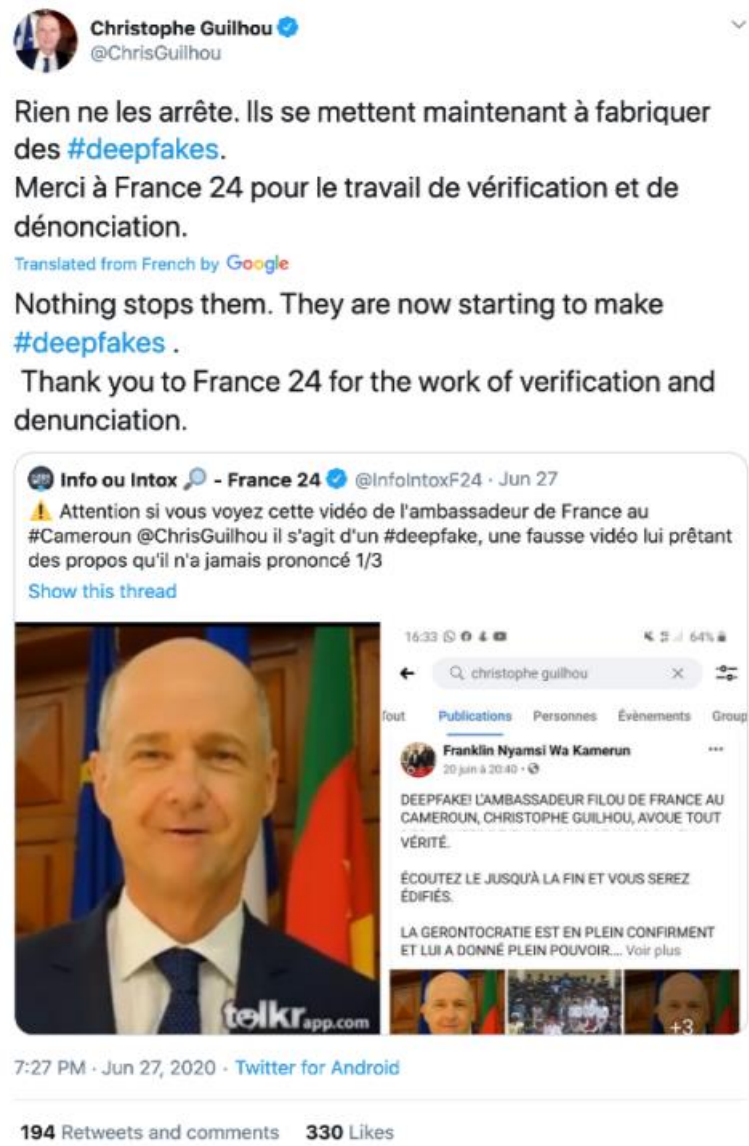 Christophe Guilhou
@ChrisGuilhou
Rien ne les arrête. Ils se mettent maintenant à fabriquer
des #deepfakes.
Merci à France 24 pour le travail de vérification et de
dénonciation.
Translated from French by Google
Nothing stops them. They are now starting to make
#deepfakes .
Thank you to France 24 for the work of verification and
denunciation.
Info ou Intox 🔎 - France 24 @InfoIntoxF24 · Jun 27
⚠️ Attention si vous voyez cette vidéo de l'ambassadeur de France au
#Cameroun @ChrisGuilhou il s'agit d'un #deepfake, une fausse vidéo lui prêtant
des propos qu'il n'a jamais prononcé 1/3
Show this thread
telkrapp.com
16:33 64%
christophe guilhou
Tout Publications Personnes Évènements Group
Franklin Nyamsi Wa Kamerun
20 juin à 20:40
DEEPFAKE! L'AMBASSADEUR FILOU DE FRANCE AU
CAMEROUN, CHRISTOPHE GUILHOU, AVOUE TOUT
VÉRITÉ.
ÉCOUTEZ LE JUSQU'À LA FIN ET VOUS SEREZ
ÉDIFIÉS.
LA GERONTOCRATIE EST EN PLEIN CONFIRMENT
ET LUI A DONNÉ PLEIN POUVOIR.... Voir plus
+3
7:27 PM · Jun 27, 2020 · Twitter for Android
194 Retweets and comments 330 Likes